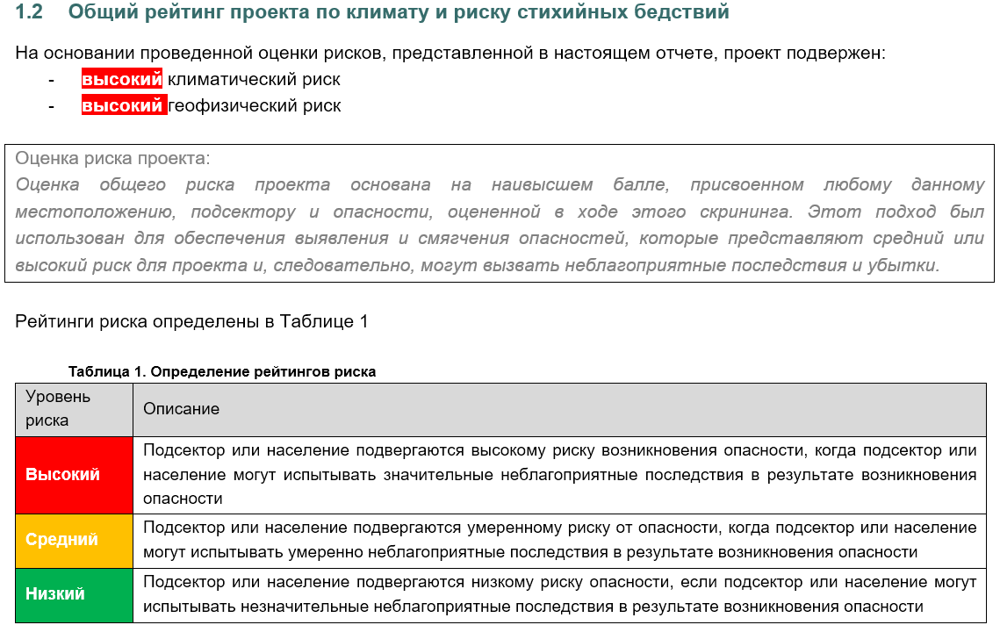 1.2 Общий рейтинг проекта по климату и риску стихийных бедствий
На основании проведенной оценки рисков, представленной в настоящем отчете, проект подвержен:
- высокий климатический риск
- высокий геофизический риск
Оценка риска проекта:
Оценка общего риска проекта основана на наивысшем балле, присвоенном любому данному
местоположению, подсектору и опасности, оцененной в ходе этого скрининга. Этот подход был
использован для обеспечения выявления и смягчения опасностей, которые представляют средний или
высокий риск для проекта и, следовательно, могут вызвать неблагоприятные последствия и убытки.
Рейтинги риска определены в Таблице 1
Таблица 1. Определение рейтингов риска
Уровень
риска
Описание
Высокий
Подсектор или население подвергаются высокому риску возникновения опасности, когда подсектор или
население могут испытывать значительные неблагоприятные последствия в результате возникновения
опасности
Средний
Подсектор или население подвергаются умеренному риску от опасности, когда подсектор или население
могут испытывать умеренно неблагоприятные последствия в результате возникновения опасности
Низкий
Подсектор или население подвергаются низкому риску опасности, если подсектор или население могут
испытывать незначительные неблагоприятные последствия в результате возникновения опасности